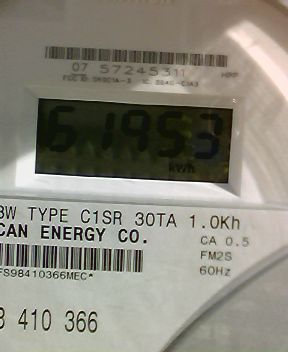 07 57245311
61953
kwh
3W TYPE C1SR 30TA 1.0Kh
CAN ENERGY CO.
CA 0.5
FM2S
60Hz
FS98410366MEC*
8 410 366